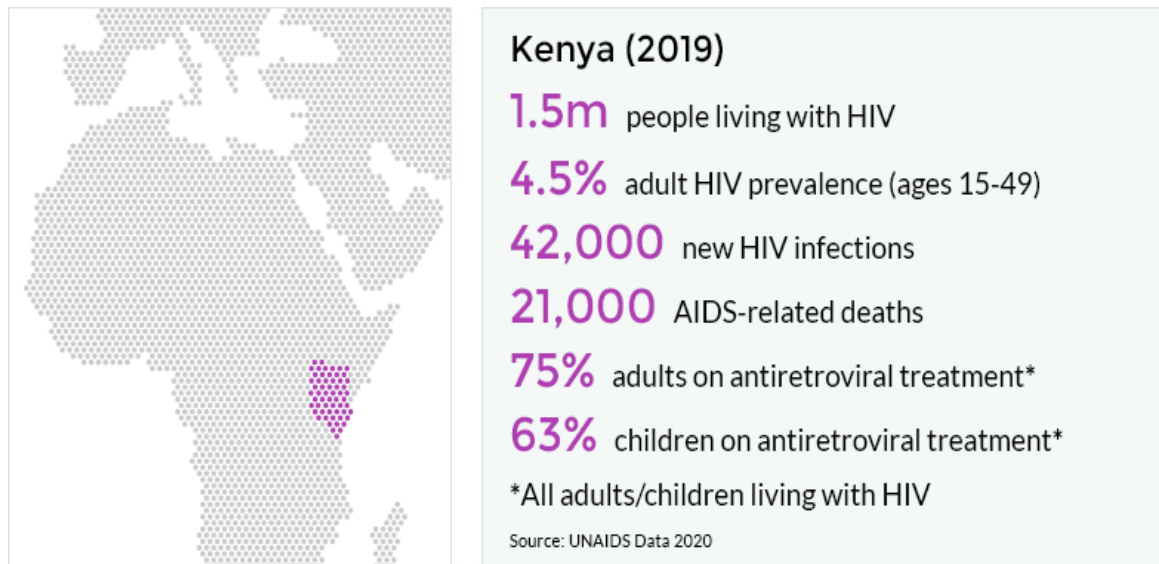 Kenya (2019)
1.5m people living with HIV
4.5% adult HIV prevalence (ages 15-49)
42,000 new HIV infections
21,000 AIDS-related deaths
75% adults on antiretroviral treatment*
63% children on antiretroviral treatment*
*All adults/children living with HIV
Source: UNAIDS Data 2020